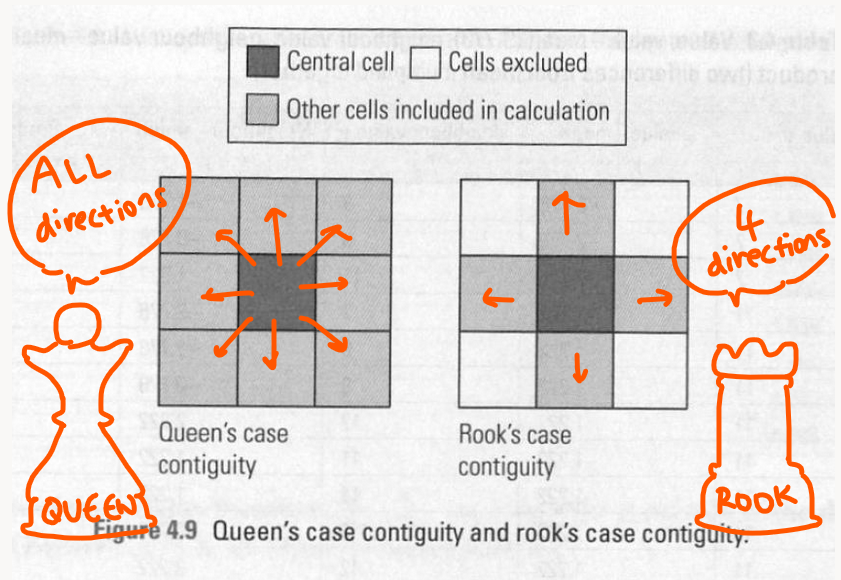 Central cell
Cells excluded
Other cells included in calculation
ALL
directions
4
directions
Queen's case
contiguity
Rook's case
contiguity
QUEEN
ROOK
Figure 4.9 Queen's case contiguity and rook's case contiguity.